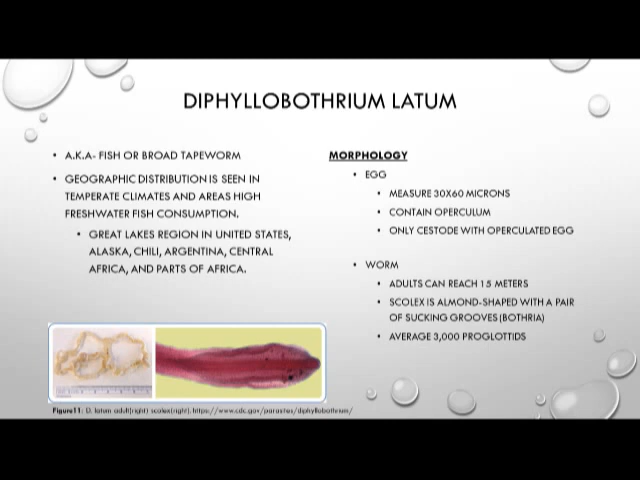 DIPHYLLOBOTHRIUM LATUM
• A.K.A- FISH OR BROAD TAPEWORM
• GEOGRAPHIC DISTRIBUTION IS SEEN IN
TEMPERATE CLIMATES AND AREAS HIGH
FRESHWATER FISH CONSUMPTION.
• GREAT LAKES REGION IN UNITED STATES,
ALASKA, CHILI, ARGENTINA, CENTRAL
AFRICA, AND PARTS OF AFRICA.
MORPHOLOGY
• EGG
• MEASURE 30X60 MICRONS
• CONTAIN OPERCULUM
• ONLY CESTODE WITH OPERCULATED EGG
• WORM
• ADULTS CAN REACH 15 METERS
• SCOLEX IS ALMOND-SHAPED WITH A PAIR
OF SUCKING GROOVES (BOTHRIA)
• AVERAGE 3,000 PROGLOTTIDS
Figure11: D. latum adult(right) scolex(right). https://www.cdc.gov/parasites/diphyllobothrium/